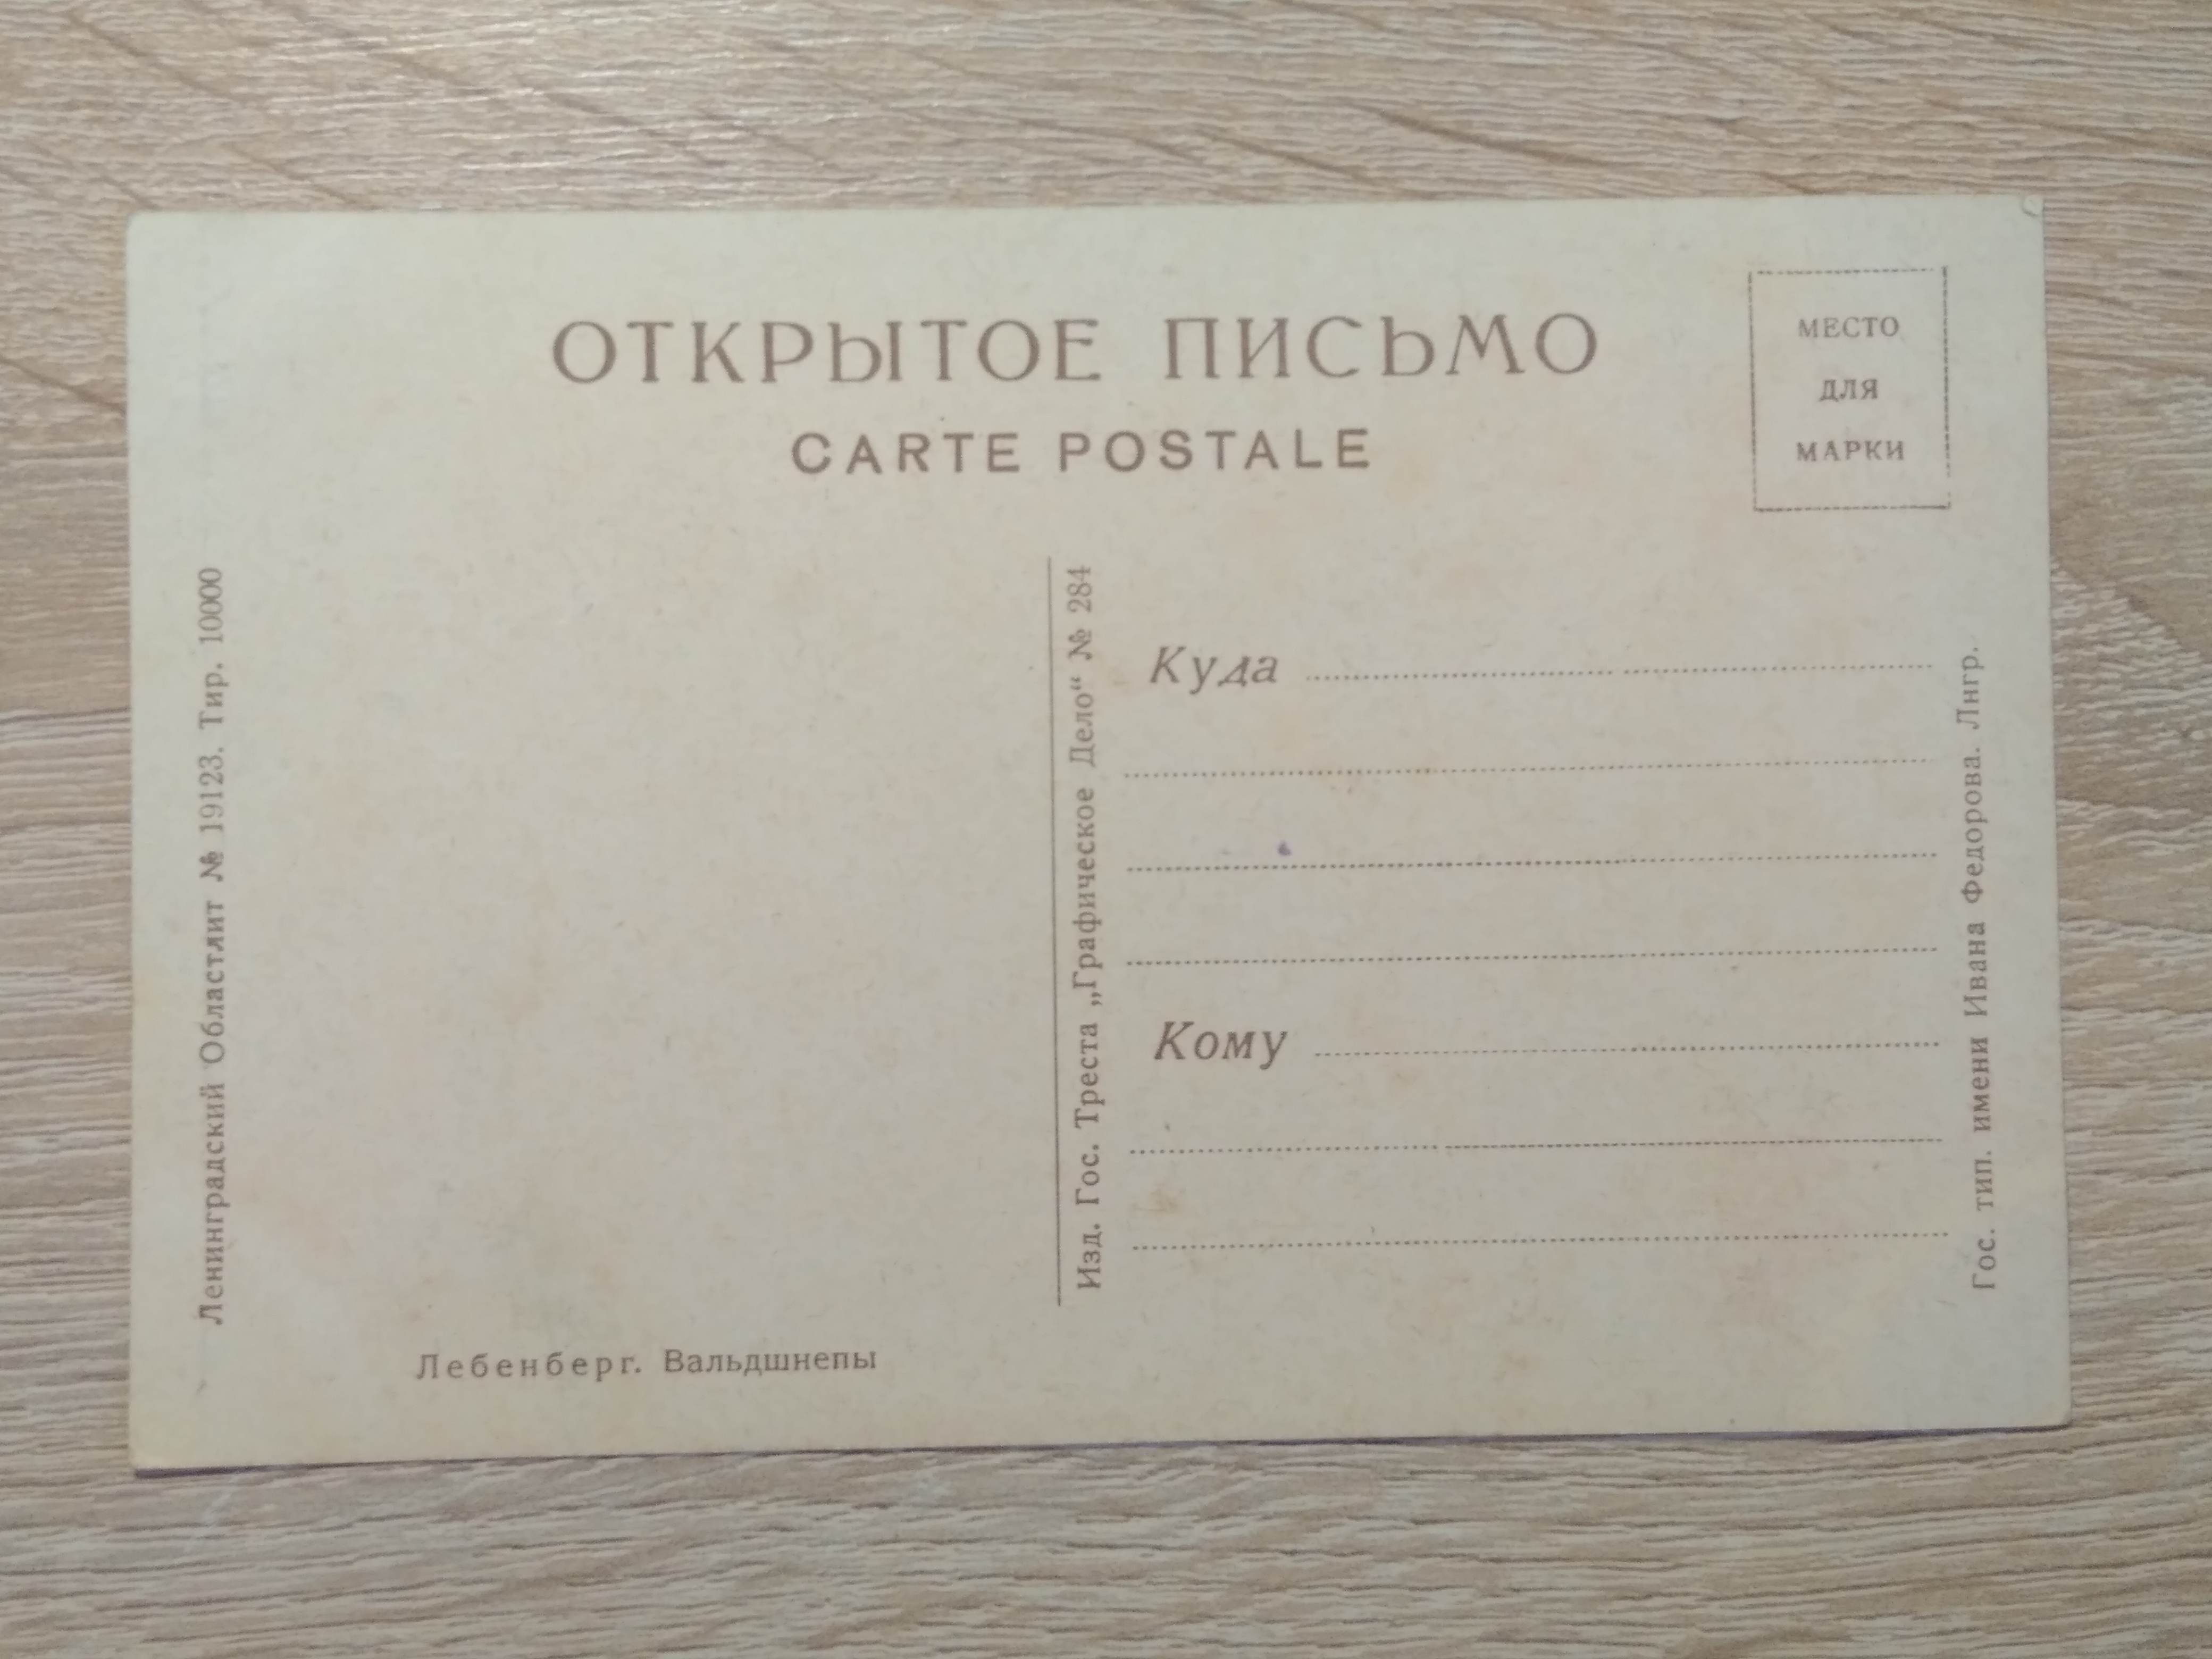 ОТКРЫТОЕ ПИСЬМО
CARTE POSTALE
МЕСТО
ДЛЯ
МАРКИ
Ленинградский Областлит № 19123. Тир. 10000
Изд. Гос. Треста „Графическое Дело“ № 284
Куда
Кому
Гос. тип. имени Ивана Федорова. Лнгр.
Лебенберг. Вальдшнепы